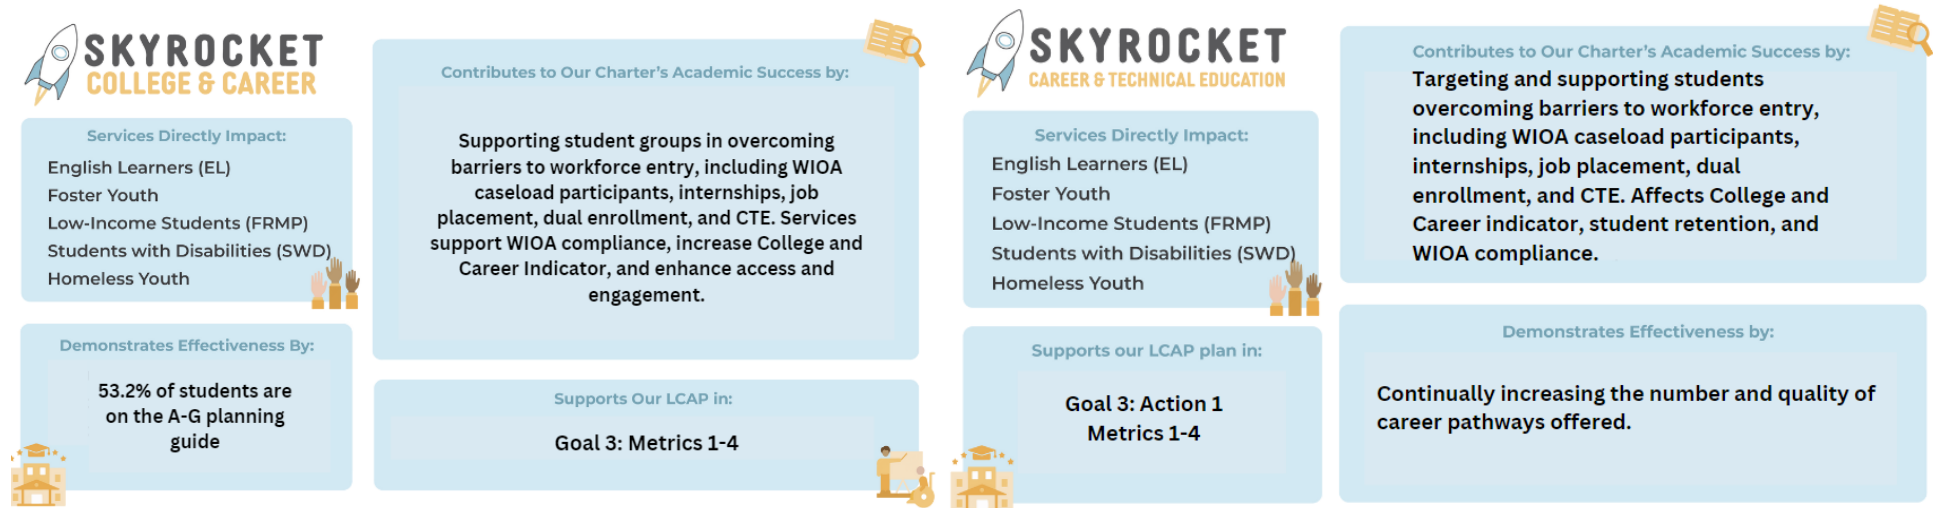 SKYROCKET
COLLEGE & CAREER
Services Directly Impact:
English Learners (EL)
Foster Youth
Low-Income Students (FRMP)
Students with Disabilities (SWD)
Homeless Youth
Demonstrates Effectiveness By:
53.2% of students are
on the A-G planning
guide
Contributes to Our Charter's Academic Success by:
Supporting student groups in overcoming
barriers to workforce entry, including WIOA
caseload participants, internships, job
placement, dual enrollment, and CTE. Services
support WIOA compliance, increase College and
Career Indicator, and enhance access and
engagement.
Supports Our LCAP in:
Goal 3: Metrics 1-4
SKYROCKET
CAREER & TECHNICAL EDUCATION
Services Directly Impact:
English Learners (EL)
Foster Youth
Low-Income Students (FRMP)
Students with Disabilities (SWD)
Homeless Youth
Supports our LCAP plan in:
Goal 3: Action 1
Metrics 1-4
Contributes to Our Charter's Academic Success by:
Targeting and supporting students
overcoming barriers to workforce entry,
including WIOA caseload participants,
internships, job placement, dual
enrollment, and CTE. Affects College and
Career indicator, student retention, and
WIOA compliance.
Demonstrates Effectiveness by:
Continually increasing the number and quality of
career pathways offered.